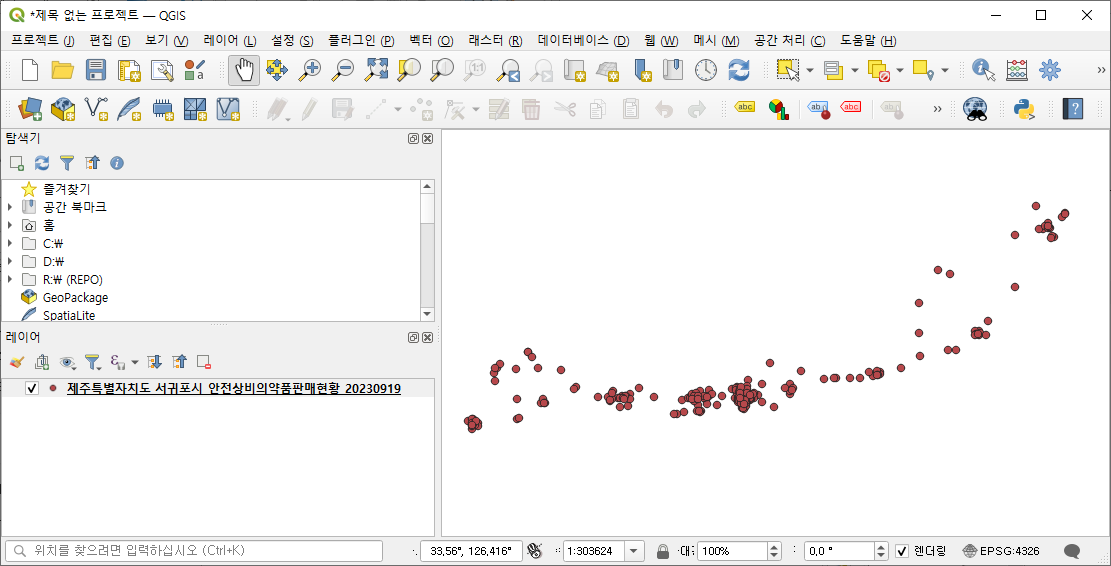 *제목 없는 프로젝트 — QGIS
프로젝트 (J) 편집 (E) 보기 (V) 레이어 (L) 설정 (S) 플러그인 (P) 벡터 (O) 래스터 (R) 데이터베이스 (D) 웹 (W) 메시 (M) 공간 처리 (C) 도움말 (H)
1:1
abc abc abc
탐색기
즐겨찾기
공간 북마크
홈
C:₩
D:₩
R:₩ (REPO)
GeoPackage
SpatiaLite
레이어
제주특별자치도 서귀포시 안전상비의약품판매현황 20230919
위치를 찾으려면 입력하십시오 (Ctrl+K) 33,56°, 126,416° 1:303624 100% 0,0 ° 렌더링 EPSG:4326